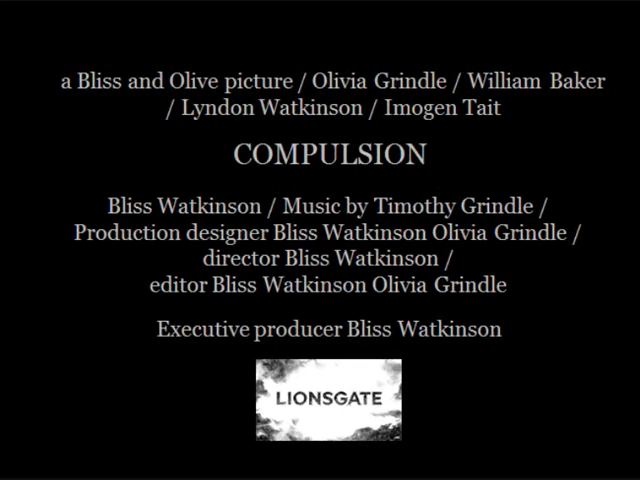 a Bliss and Olive picture / Olivia Grindle / William Baker
/ Lyndon Watkinson / Imogen Tait
COMPULSION
Bliss Watkinson / Music by Timothy Grindle /
Production designer Bliss Watkinson Olivia Grindle /
director Bliss Watkinson /
editor Bliss Watkinson Olivia Grindle
Executive producer Bliss Watkinson
LIONSGATE